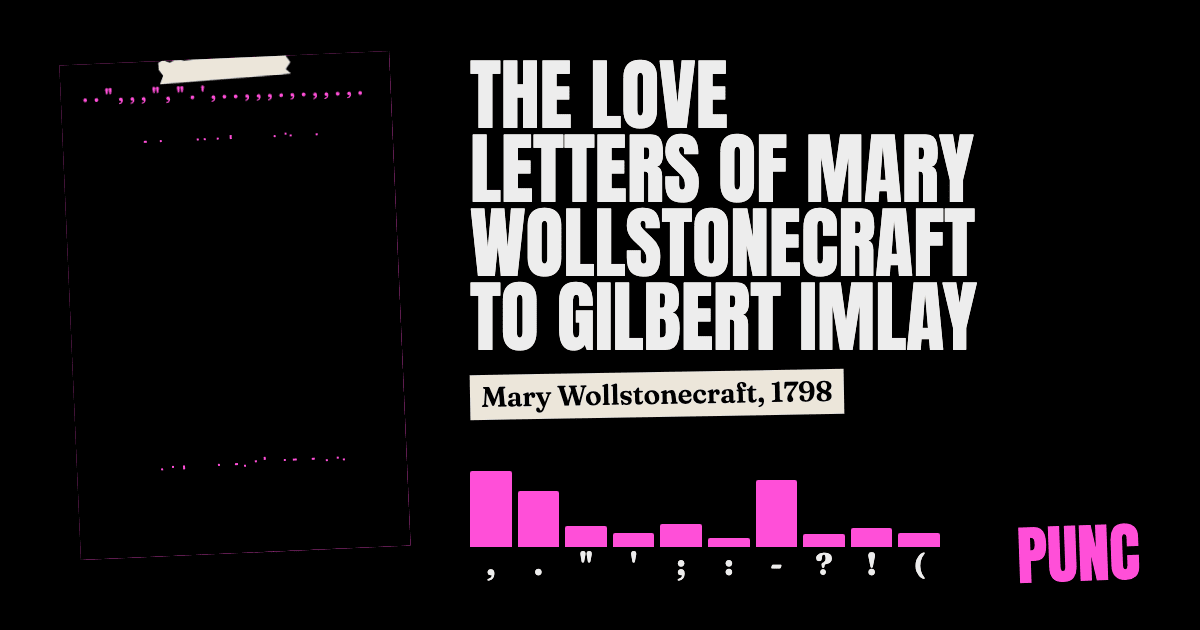 ..",,,",".',..,,,.,.,,.,.
THE LOVE
LETTERS OF MARY
WOLLSTONECRAFT
TO GILBERT IMLAY
Mary Wollstonecraft, 1798
, . " ' ; : - ? ! (
PUNC